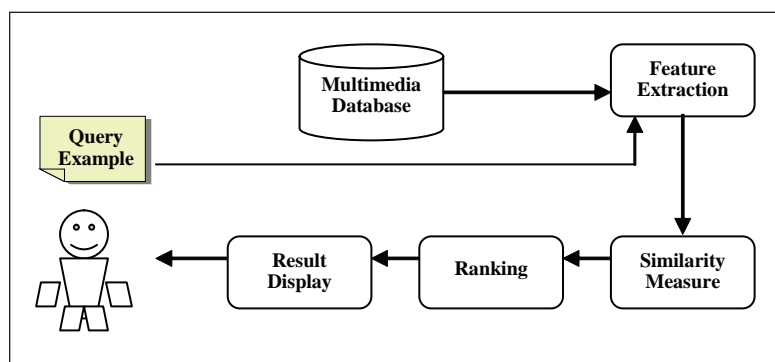 Multimedia
Database
Feature
Extraction
Query
Example
Result
Display
Ranking
Similarity
Measure